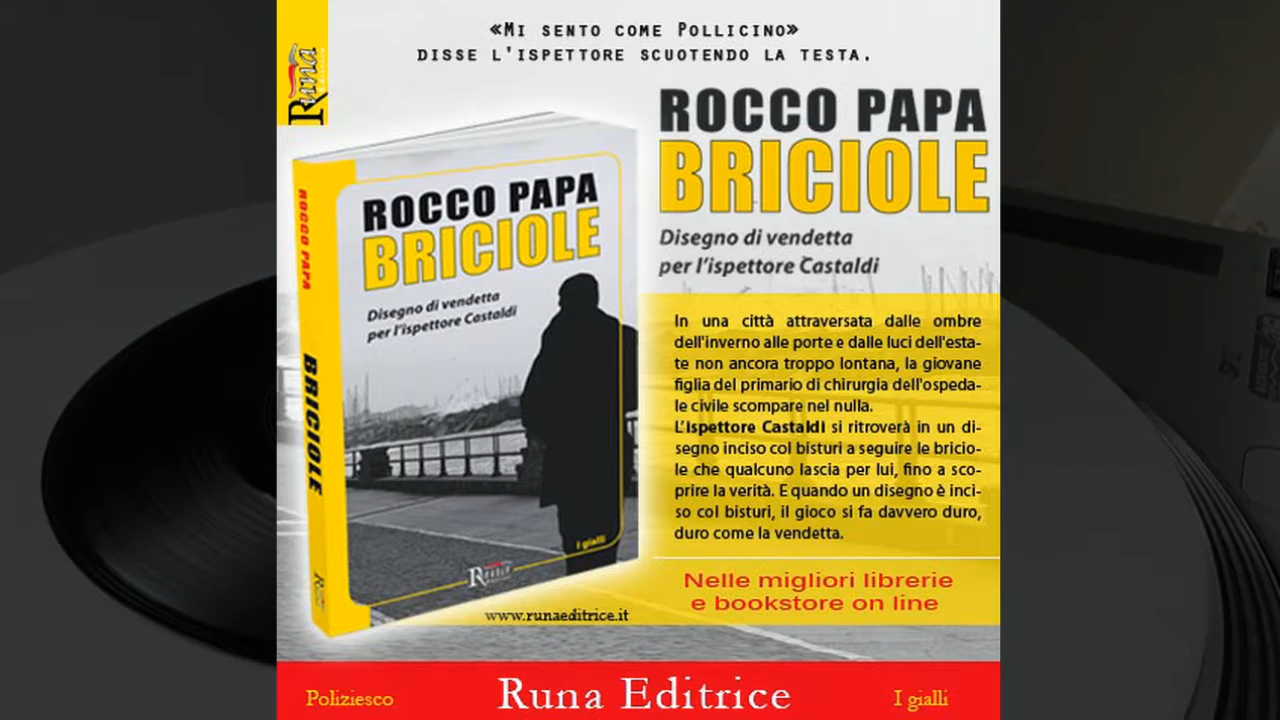 «Mi sento come Pollicino»
disse l'ispettore scuotendo la testa.
Runa
ROCCO PAPA
BRICIOLE
Disegno di vendetta
per l'ispettore Castaldi
ROCCO PAPA
BRICIOLE
ROCCO PAPA
BRICIOLE
Disegno di vendetta
per l'ispettore Castaldi
I gialli
Runa
In una città attraversata dalle ombre
dell'inverno alle porte e dalle luci dell'esta-
te non ancora troppo lontana, la giovane
figlia del primario di chirurgia dell'ospeda-
le civile scompare nel nulla.
L'ispettore Castaldi si ritroverà in un di-
segno inciso col bisturi a seguire le bricio-
le che qualcuno lascia per lui, fino a sco-
prire la verità. E quando un disegno è inci-
so col bisturi, il gioco si fa davvero duro,
duro come la vendetta.
Nelle migliori librerie
e bookstore on line
www.runaeditrice.it
Poliziesco
Runa Editrice
I gialli